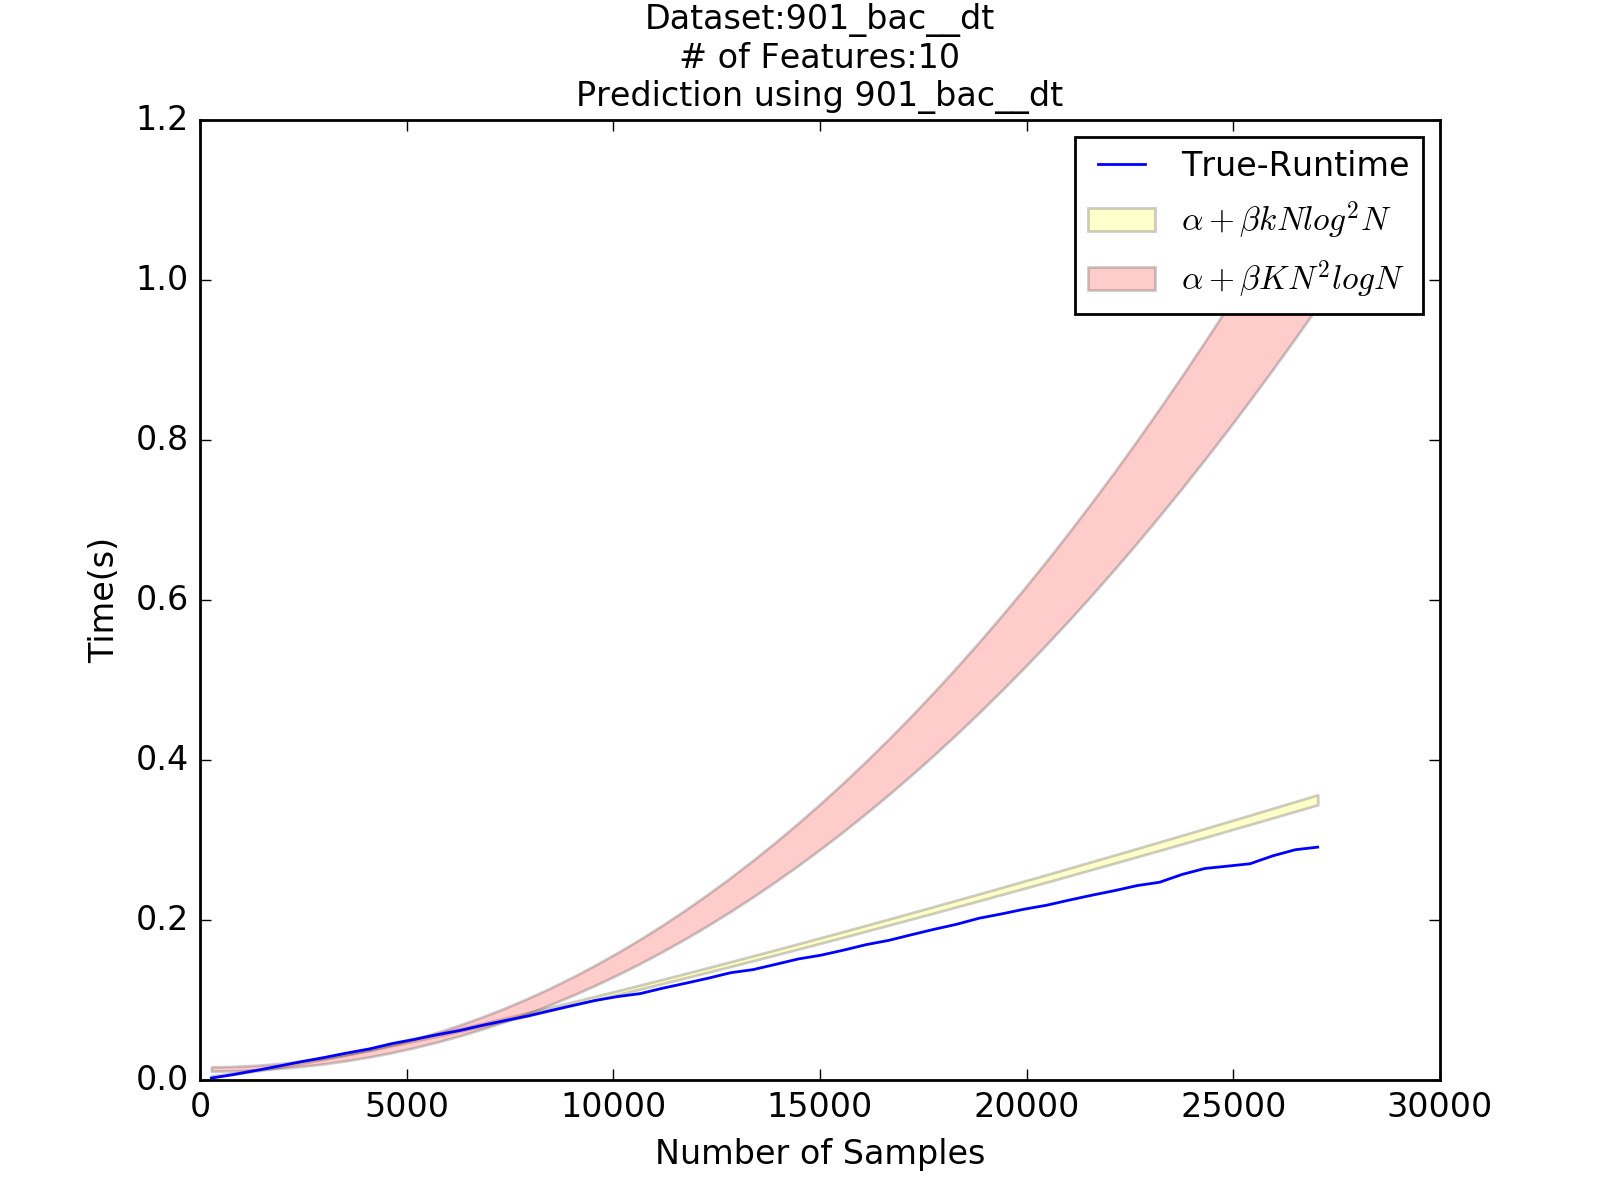 Dataset:901_bac__dt
# of Features:10
Prediction using 901_bac__dt
1.2
1.0
0.8
0.6
0.4
0.2
0.0
Time(s)
True-Runtime
α + βkNlog²N
α + βKN²logN
0 5000 10000 15000 20000 25000 30000
Number of Samples